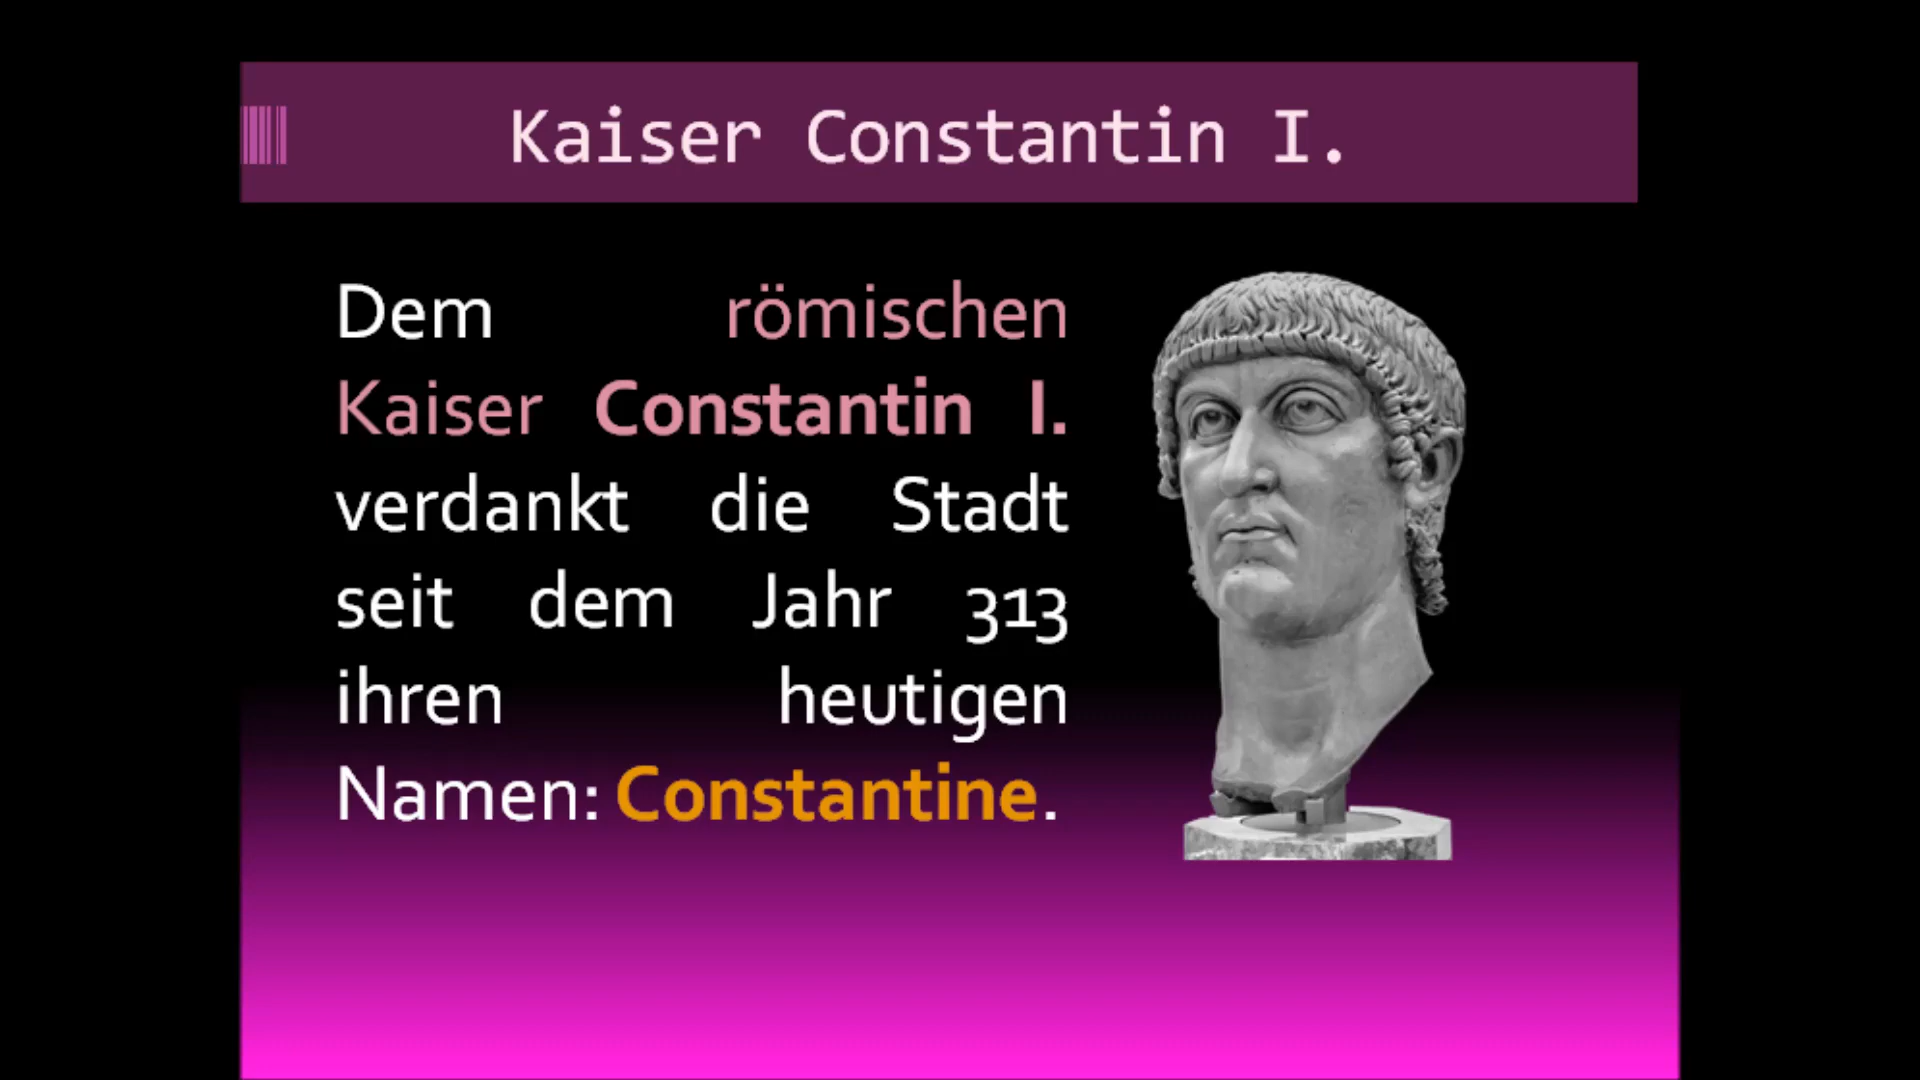 Kaiser Constantin I.
Dem römischen
Kaiser Constantin I.
verdankt die Stadt
seit dem Jahr 313
ihren heutigen
Namen: Constantine.